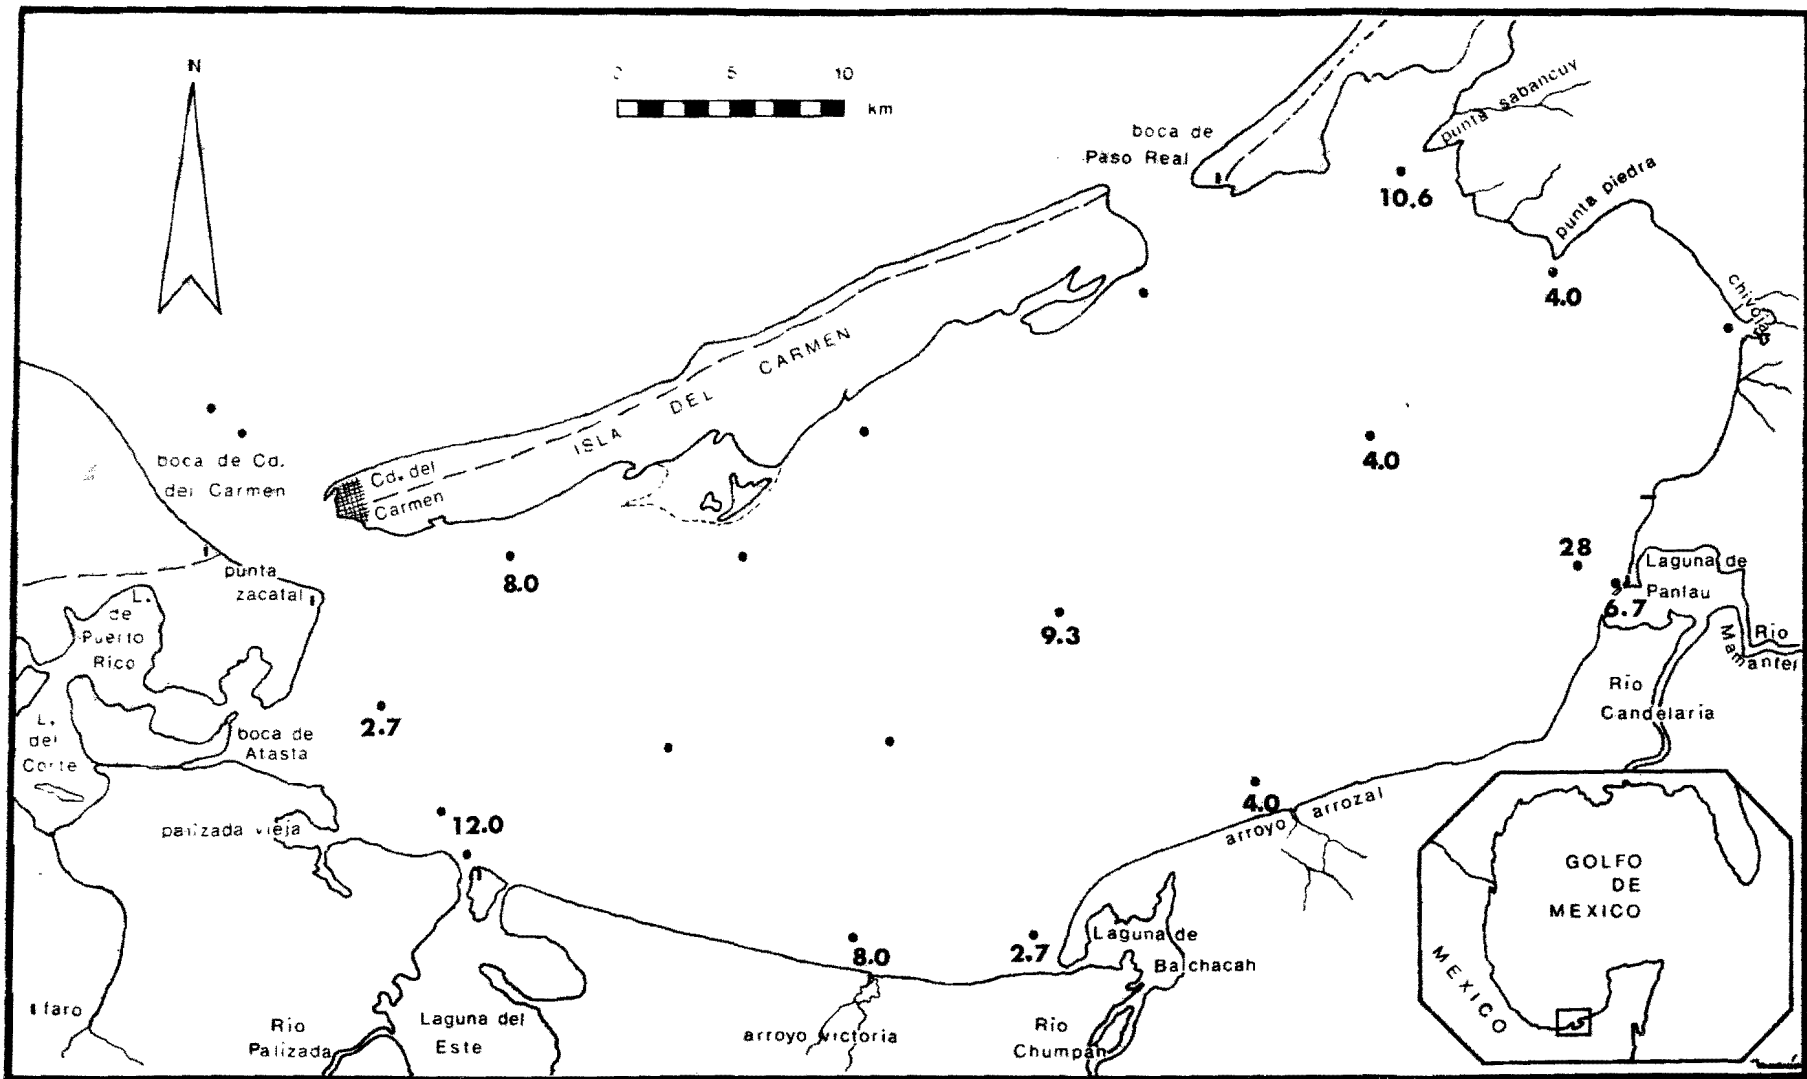 N
5 10
km
boca de
Paso Real
punta sabancuy
10.6
punta piedra
4.0
ISLA DEL CARMEN
boca de Cd.
del Carmen
Cd. del
Carmen
4.0
28
Laguna de
Panlau
6.7
8.0
punta
zacatal
L.
de
Puerto
Rico
9.3
Rio
Mamantel
Rio
Candelaria
2.7
L.
del
Corte
boca de
Atasta
4.0
arroyo arrozal
palizada vieja
12.0
GOLFO
DE
MEXICO
MEXICO
8.0
2.7
Laguna de
Balchacah
faro
Rio
Palizada
Laguna del
Este
arroyo victoria
Rio
Chumpán